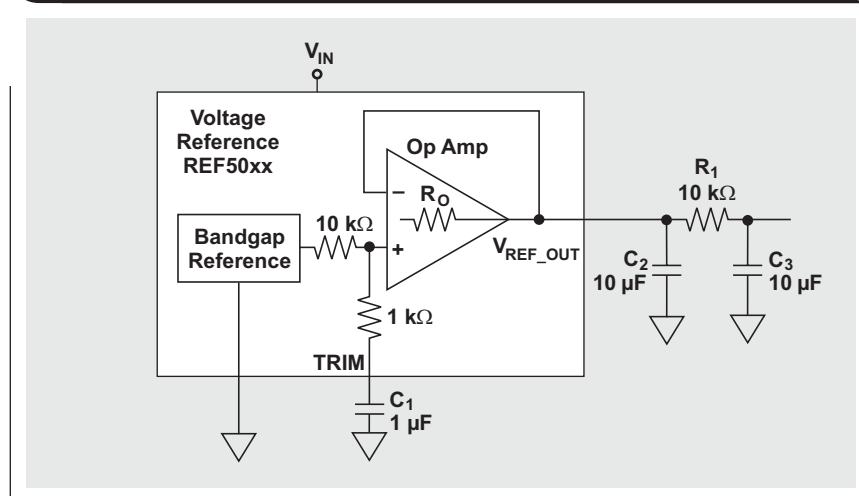 V_IN
Voltage
Reference
REF50xx
Op Amp
R_O
–
+
10 kΩ
Bandgap
Reference
V_REF_OUT
R_1
10 kΩ
C_2
10 µF
C_3
10 µF
1 kΩ
TRIM
C_1
1 µF